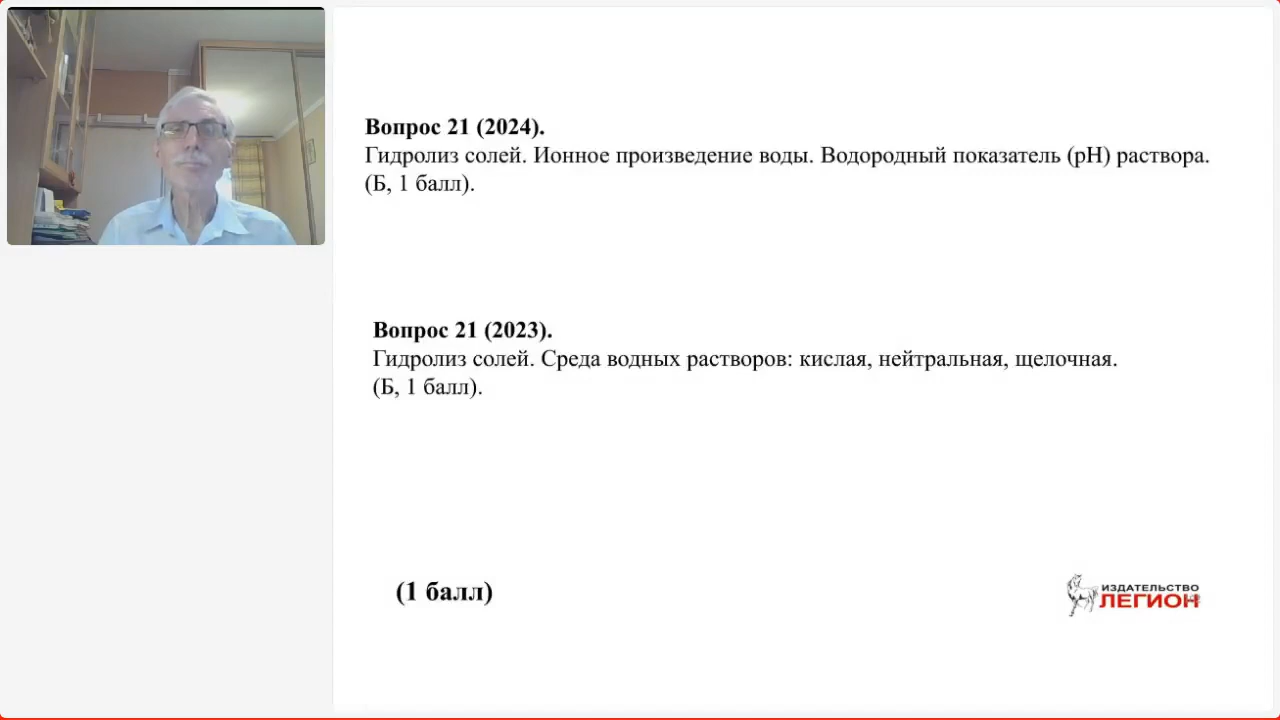 Вопрос 21 (2024).
Гидролиз солей. Ионное произведение воды. Водородный показатель (pH) раствора.
(Б, 1 балл).
Вопрос 21 (2023).
Гидролиз солей. Среда водных растворов: кислая, нейтральная, щелочная.
(Б, 1 балл).
(1 балл)
ИЗДАТЕЛЬСТВО
ЛЕГИОН